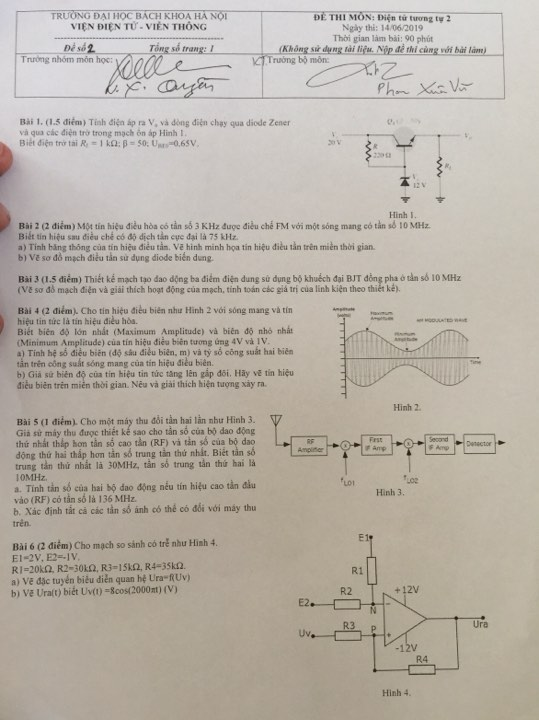 TRƯỜNG ĐẠI HỌC BÁCH KHOA HÀ NỘI
VIỆN ĐIỆN TỬ - VIỄN THÔNG
Đề số 2 Tổng số trang: 1
ĐỀ THI MÔN: Điện tử tương tự 2
Ngày thi: 14/06/2019
Thời gian làm bài: 90 phút
(Không sử dụng tài liệu. Nộp đề thi cùng với bài làm)
Trưởng nhóm môn học:
N.X. Quyền
KT Trưởng bộ môn:
Phan Xuân Vũ
Bài 1. (1.5 điểm) Tính điện áp ra Vo và dòng điện chạy qua diode Zener
và qua các điện trở trong mạch ổn áp Hình 1.
Biết điện trở tải RL = 1 kΩ; β = 50; UBE=0.65V.
20 V
R
220 Ω
RL
12 V
Hình 1.
Bài 2 (2 điểm) Một tín hiệu điều hòa có tần số 3 KHz được điều chế FM với một sóng mang có tần số 10 MHz.
Biết tín hiệu sau điều chế có độ dịch tần cực đại là 75 kHz.
a) Tính băng thông của tín hiệu điều tần. Vẽ hình minh họa tín hiệu điều tần trên miền thời gian.
b) Vẽ sơ đồ mạch điều tần sử dụng diode biến dung.
Bài 3 (1.5 điểm) Thiết kế mạch tạo dao động ba điểm điện dung sử dụng bộ khuếch đại BJT đồng pha ở tần số 10 MHz
(Vẽ sơ đồ mạch điện và giải thích hoạt động của mạch, tính toán các giá trị của linh kiện theo thiết kế).
Bài 4 (2 điểm). Cho tín hiệu điều biên như Hình 2 với sóng mang và tín
hiệu tin tức là tín hiệu điều hòa.
Biết biên độ lớn nhất (Maximum Amplitude) và biên độ nhỏ nhất
(Minimum Amplitude) của tín hiệu điều biên tương ứng 4V và 1V.
a) Tính hệ số điều biên (độ sâu điều biên, m) và tỷ số công suất hai biên
tần trên công suất sóng mang của tín hiệu điều biên.
b) Giả sử biên độ của tín hiệu tin tức tăng lên gấp đôi. Hãy vẽ tín hiệu
điều biên trên miền thời gian. Nêu và giải thích hiện tượng xảy ra.
Amplitude
(volts)
Maximum
Amplitude
AM MODULATED WAVE
Minimum
Amplitude
Time
Hình 2.
Bài 5 (1 điểm). Cho một máy thu đổi tần hai lần như Hình 3.
Giả sử máy thu được thiết kế sao cho tần số của bộ dao động
thứ nhất thấp hơn tần số cao tần (RF) và tần số của bộ dao
động thứ hai thấp hơn tần số trung tần thứ nhất. Biết tần số
trung tần thứ nhất là 30MHz, tần số trung tần thứ hai là
10MHz.
a. Tính tần số của hai bộ dao động nếu tín hiệu cao tần đầu
vào (RF) có tần số là 136 MHz.
b. Xác định tất cả các tần số ảnh có thể có đối với máy thu
trên.
RF
Amplifier
x
First
IF Amp
x
Second
IF Amp
Detector
fLO1
fLO2
Hình 3.
Bài 6 (2 điểm) Cho mạch so sánh có trễ như Hình 4.
E1=2V, E2=-1V.
R1=20kΩ, R2=30kΩ, R3=15kΩ, R4=35kΩ.
a) Vẽ đặc tuyến biểu diễn quan hệ Ura=f(Uv)
b) Vẽ Ura(t) biết Uv(t) =8cos(2000πt) (V)
E1
R1
R2
+12V
E2
N
-
R3
P
+
Uv
Ura
-12V
R4
Hình 4.